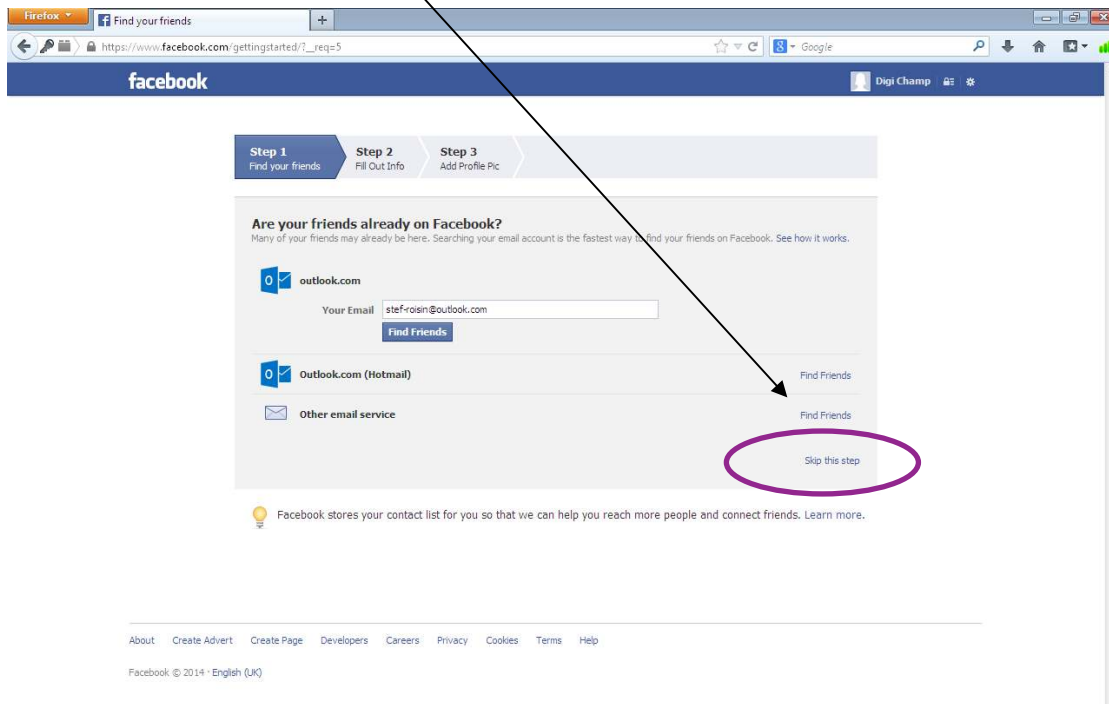 Firefox
Find your friends
https://www.facebook.com/gettingstarted/?__req=5
Google
facebook
Digi Champ
Step 1
Find your friends
Step 2
Fill Out Info
Step 3
Add Profile Pic
Are your friends already on Facebook?
Many of your friends may already be here. Searching your email account is the fastest way to find your friends on Facebook. See how it works.
outlook.com
Your Email stef-roisin@outlook.com
Find Friends
Outlook.com (Hotmail) Find Friends
Other email service Find Friends
Skip this step
Facebook stores your contact list for you so that we can help you reach more people and connect friends. Learn more.
About Create Advert Create Page Developers Careers Privacy Cookies Terms Help
Facebook © 2014 · English (UK)